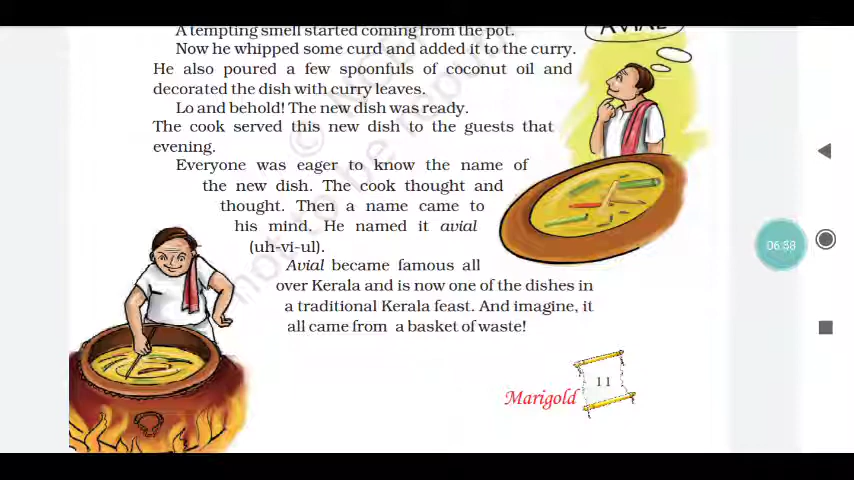 A tempting smell started coming from the pot.
Now he whipped some curd and added it to the curry.
He also poured a few spoonfuls of coconut oil and
decorated the dish with curry leaves.
Lo and behold! The new dish was ready.
The cook served this new dish to the guests that
evening.
Everyone was eager to know the name of
the new dish. The cook thought and
thought. Then a name came to
his mind. He named it avial
(uh-vi-ul).
Avial became famous all
over Kerala and is now one of the dishes in
a traditional Kerala feast. And imagine, it
all came from a basket of waste!
AVIAL
06:58
Marigold
11
not to be